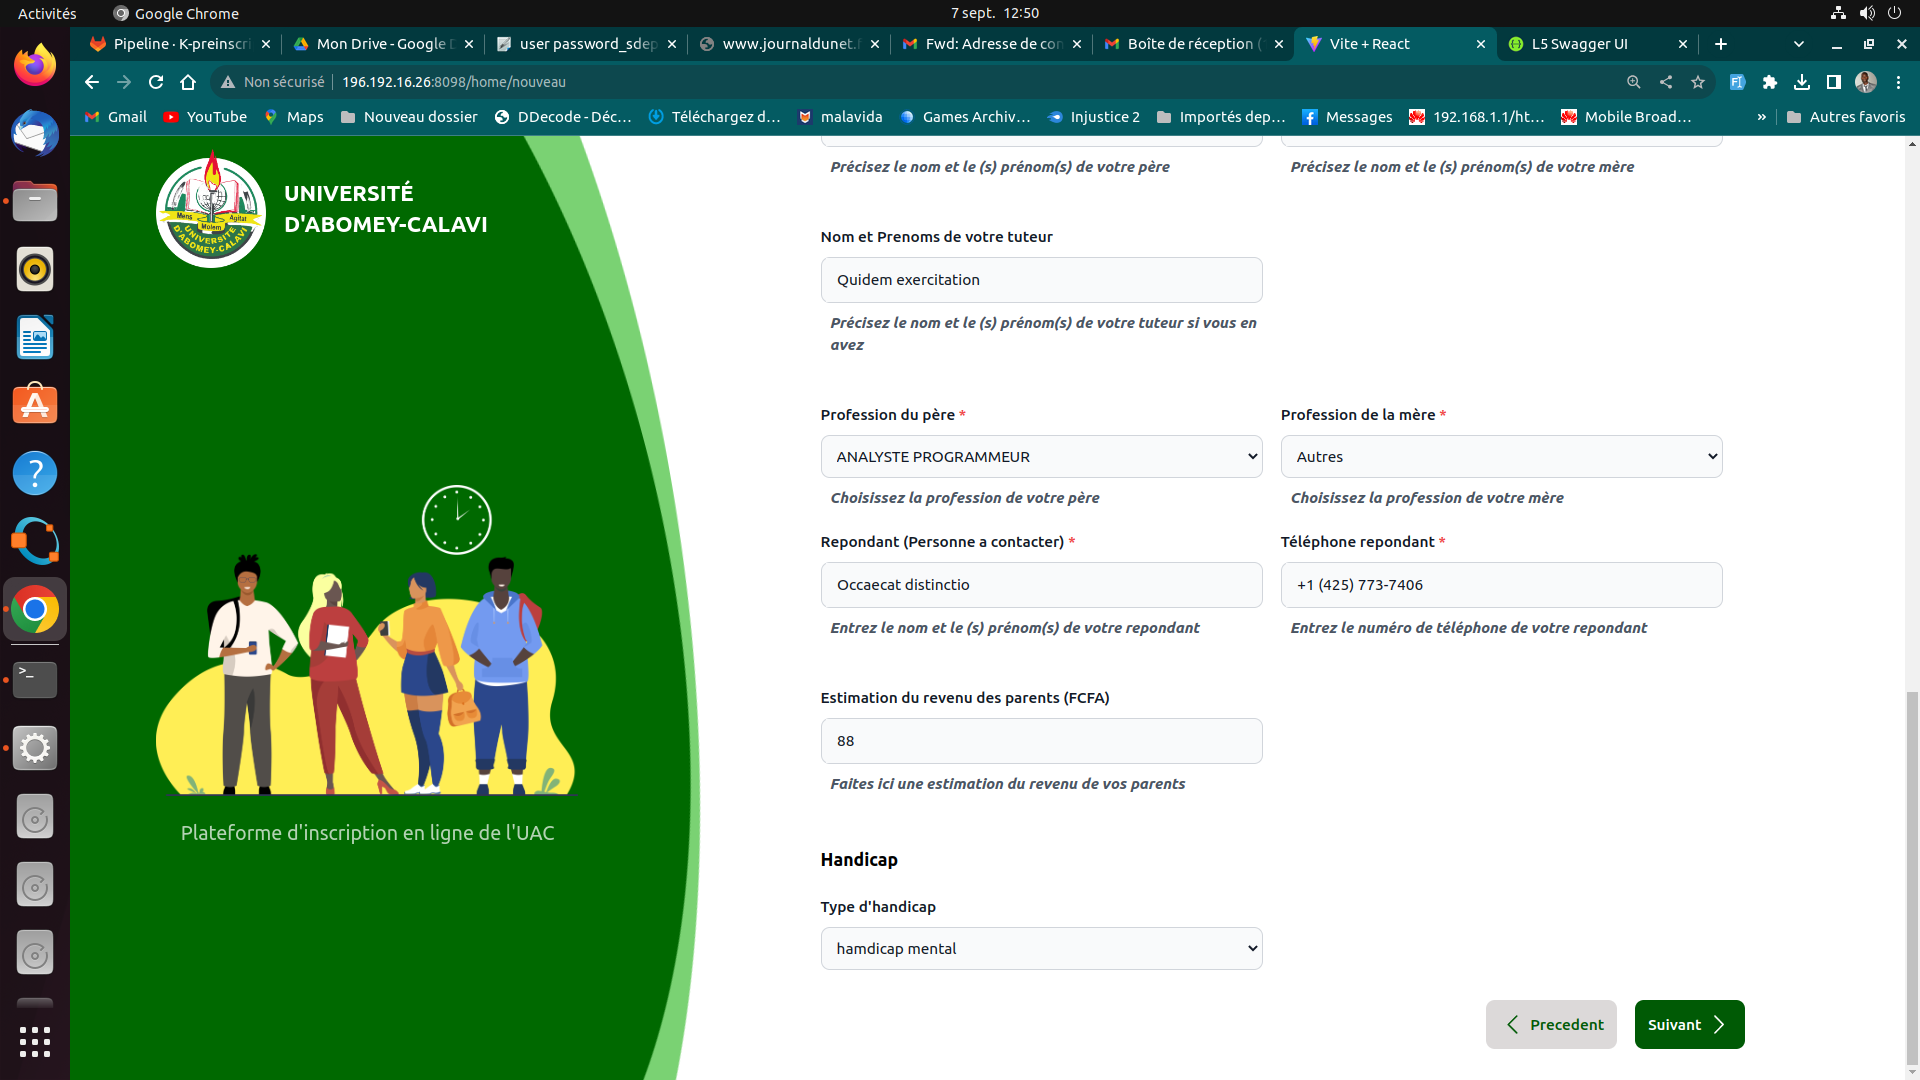 Activités
Google Chrome
7 sept. 12:50
Pipeline · K-preinscri
Mon Drive - Google D
user password_sdep
www.journaldunet.f
Fwd: Adresse de con
Boîte de réception (
Vite + React
L5 Swagger UI
Non sécurisé
196.192.16.26:8098/home/nouveau
Gmail
YouTube
Maps
Nouveau dossier
DDecode - Déc...
Téléchargez d...
malavida
Games Archiv...
Injustice 2
Importés dep...
Messages
192.168.1.1/ht...
Mobile Broad...
»
Autres favoris
UNIVERSITÉ
D'ABOMEY-CALAVI
Mens
Agitat
Molem
UNIVERSITE
D'ABOMEY-CALAVI
Plateforme d'inscription en ligne de l'UAC
Précisez le nom et le (s) prénom(s) de votre père
Précisez le nom et le (s) prénom(s) de votre mère
Nom et Prenoms de votre tuteur
Quidem exercitation
Précisez le nom et le (s) prénom(s) de votre tuteur si vous en
avez
Profession du père *
Profession de la mère *
ANALYSTE PROGRAMMEUR
Autres
Choisissez la profession de votre père
Choisissez la profession de votre mère
Repondant (Personne a contacter) *
Téléphone repondant *
Occaecat distinctio
+1 (425) 773-7406
Entrez le nom et le (s) prénom(s) de votre repondant
Entrez le numéro de téléphone de votre repondant
Estimation du revenu des parents (FCFA)
88
Faites ici une estimation du revenu de vos parents
Handicap
Type d'handicap
hamdicap mental
Precedent
Suivant